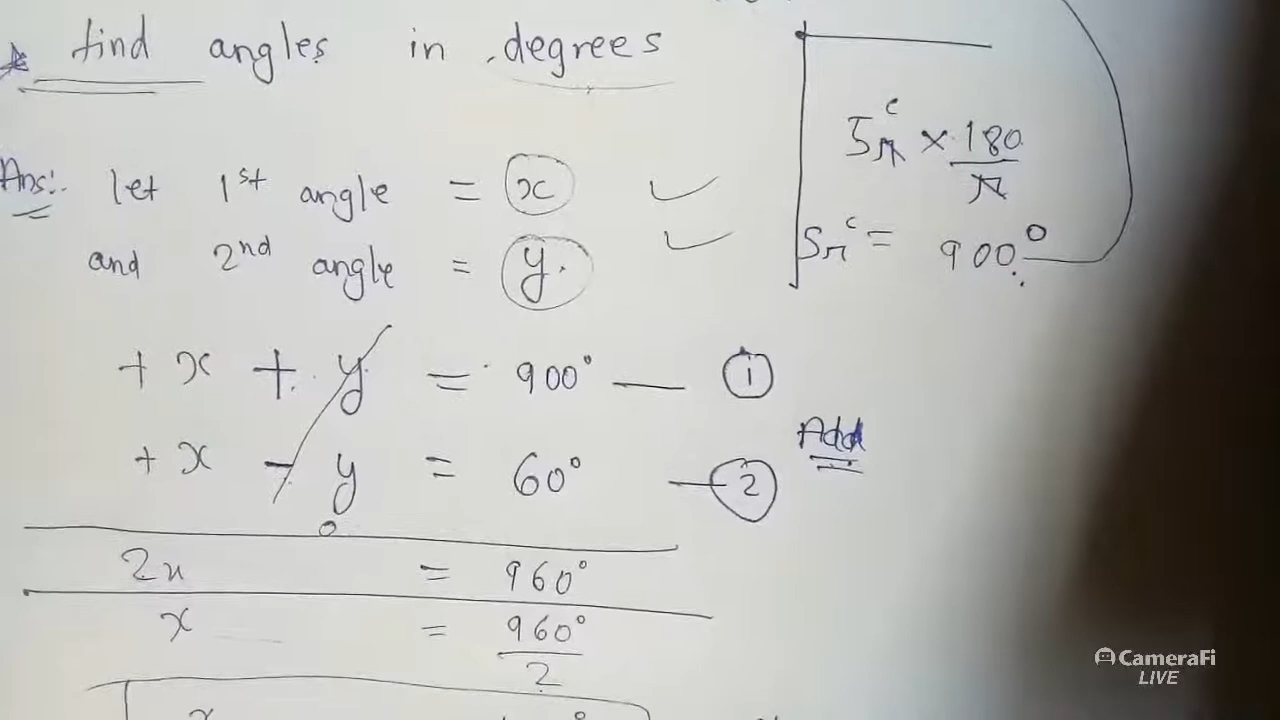 * find angles in degrees
Ans:. let 1st angle = x ✓
and 2nd angle = y. ✓
+ x + y = 900° — ①
+ x - y = 60° — ② Add
0
2x = 960°
x = 960°/2
x
5π^c × 180/π
5π^c = 900°
CameraFi
LIVE